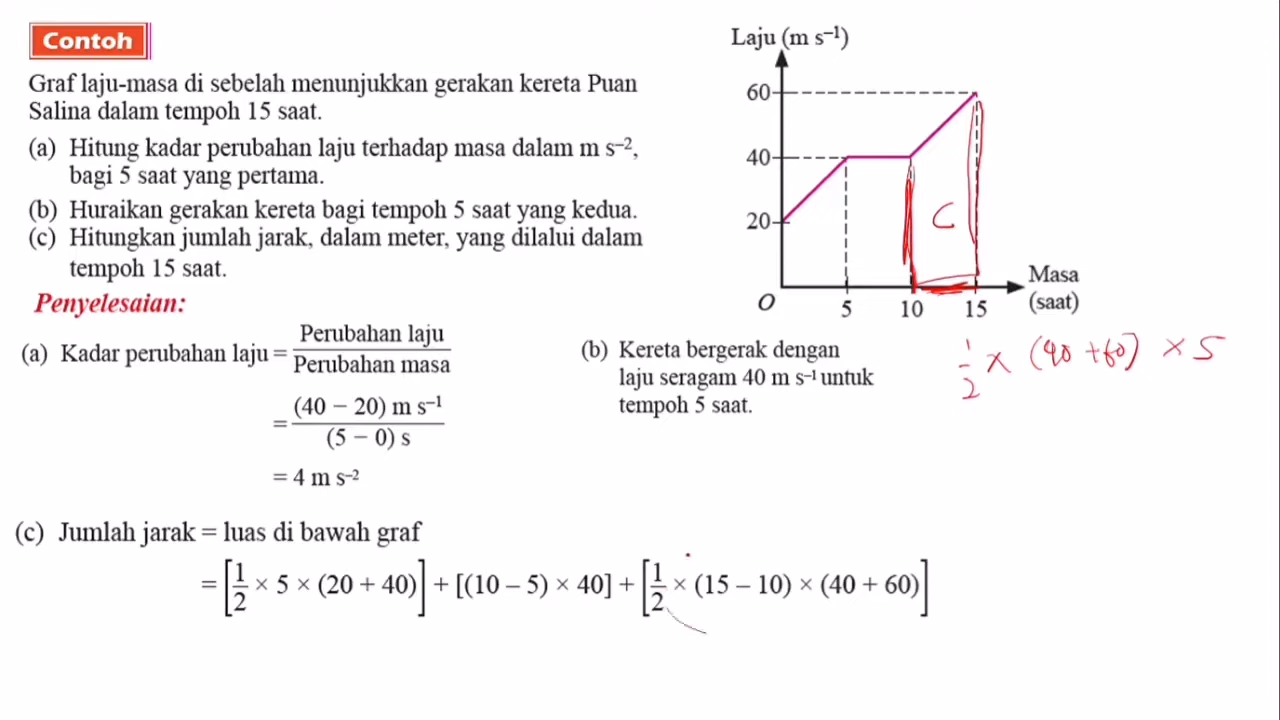 Contoh
Graf laju-masa di sebelah menunjukkan gerakan kereta Puan
Salina dalam tempoh 15 saat.
(a) Hitung kadar perubahan laju terhadap masa dalam m s⁻²,
bagi 5 saat yang pertama.
(b) Huraikan gerakan kereta bagi tempoh 5 saat yang kedua.
(c) Hitungkan jumlah jarak, dalam meter, yang dilalui dalam
tempoh 15 saat.
Laju (m s⁻¹)
60
40
20
O
5 10 15
Masa
(saat)
C
Penyelesaian:
(a) Kadar perubahan laju = Perubahan laju / Perubahan masa
= (40 − 20) m s⁻¹ / (5 − 0) s
= 4 m s⁻²
(b) Kereta bergerak dengan
laju seragam 40 m s⁻¹ untuk
tempoh 5 saat.
1/2 × (40 + 60) × 5
(c) Jumlah jarak = luas di bawah graf
= [1/2 × 5 × (20 + 40)] + [(10 – 5) × 40] + [1/2 × (15 – 10) × (40 + 60)]